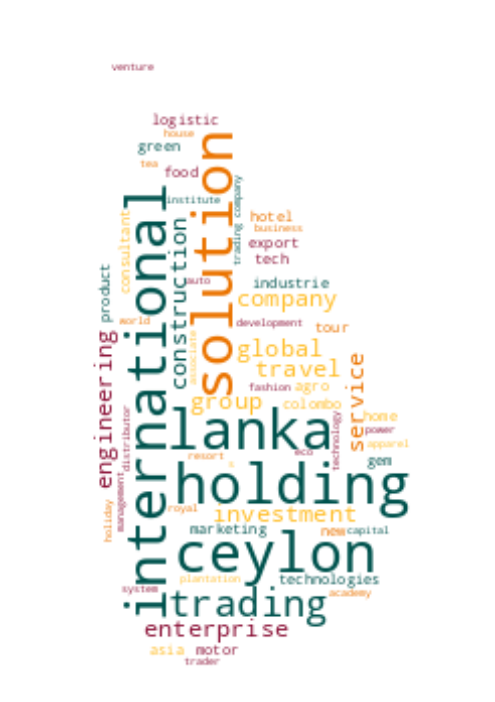 venture
logistic
house
green
tea
food
institute
solution
international
consultant
construction
trading company
hotel
business
export
tech
product
auto
industrie
company
world
development
tour
associate
global
travel
engineering
service
fashion
agro
group
colombo
distributor
lanka
technology
home
power
apparel
eco
resort
gem
s
holding
management
holiday
royal
investment
marketing
new
capital
ceylon
plantation
technologies
system
academy
trading
enterprise
asia
motor
trader